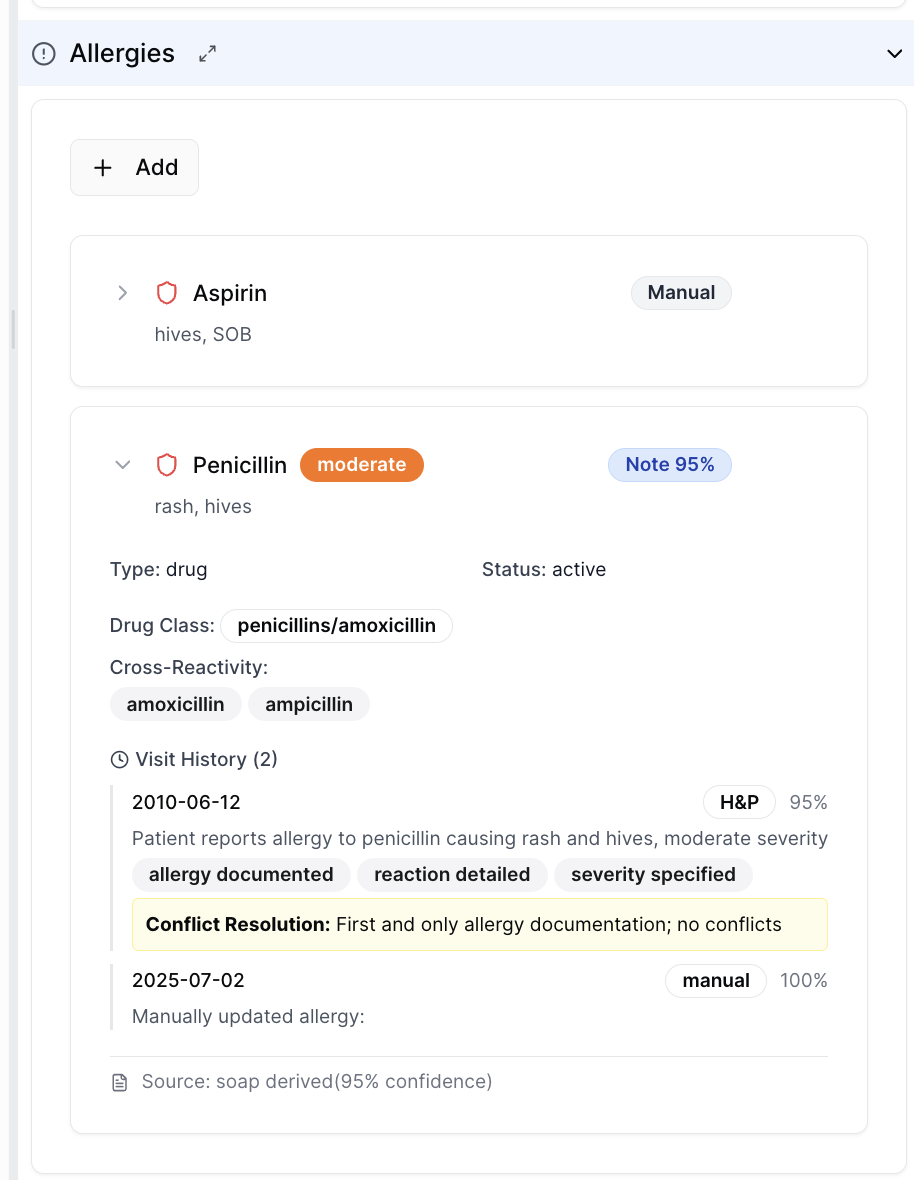 Allergies
+ Add
Aspirin Manual
hives, SOB
Penicillin moderate Note 95%
rash, hives
Type: drug Status: active
Drug Class: penicillins/amoxicillin
Cross-Reactivity:
amoxicillin ampicillin
Visit History (2)
2010-06-12 H&P 95%
Patient reports allergy to penicillin causing rash and hives, moderate severity
allergy documented reaction detailed severity specified
Conflict Resolution: First and only allergy documentation; no conflicts
2025-07-02 manual 100%
Manually updated allergy:
Source: soap derived(95% confidence)